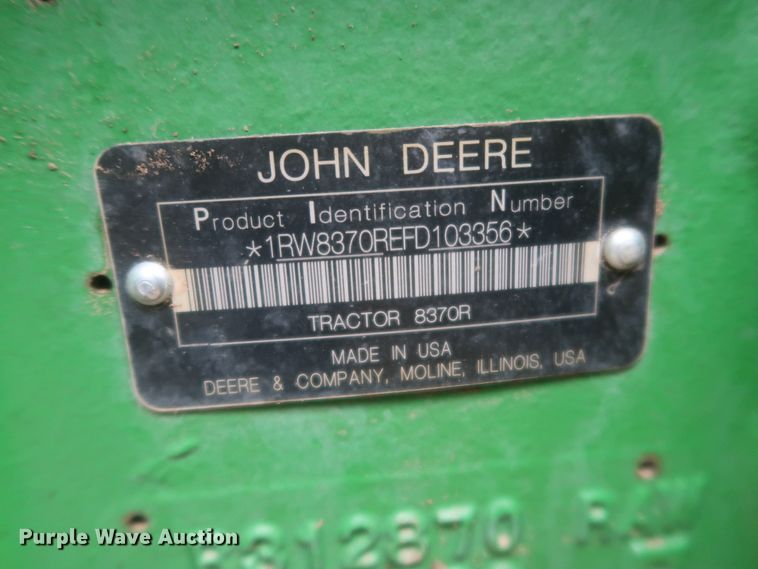 JOHN DEERE
Product Identification Number
*1RW8370REFD103356*
TRACTOR 8370R
MADE IN USA
DEERE & COMPANY, MOLINE, ILLINOIS, USA
Purple Wave Auction